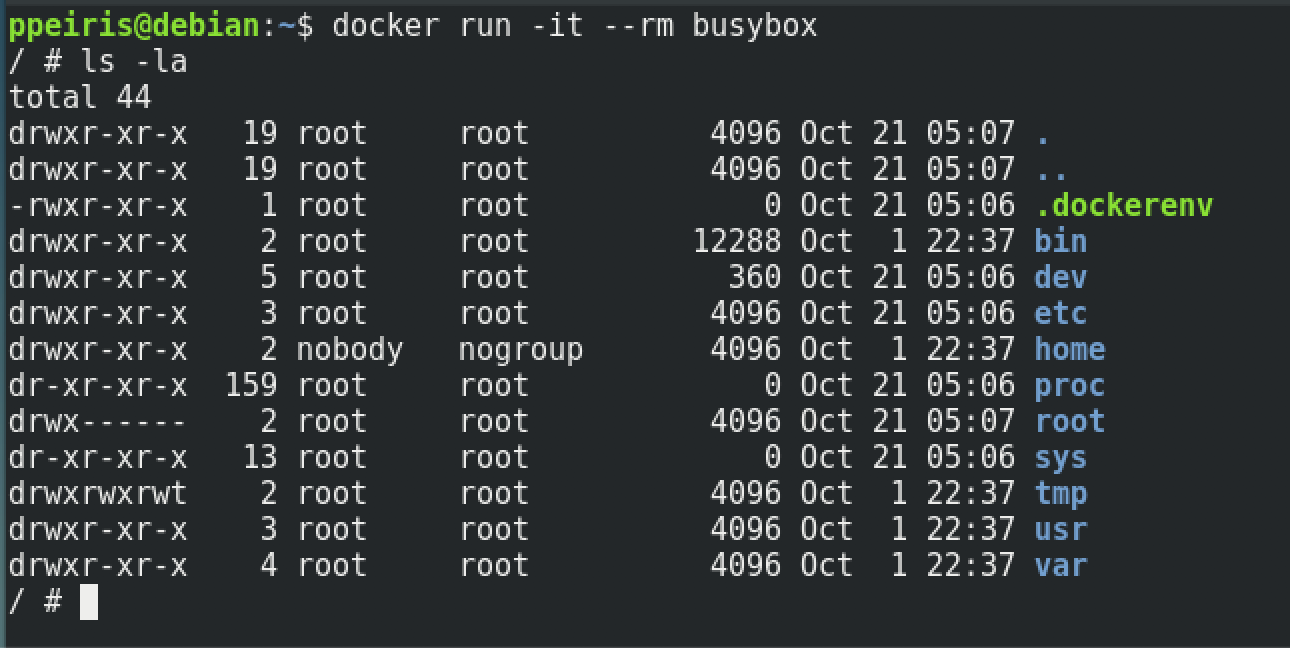 ppeiris@debian:~$ docker run -it --rm busybox
/ # ls -la
total 44
drwxr-xr-x   19 root     root          4096 Oct 21 05:07 .
drwxr-xr-x   19 root     root          4096 Oct 21 05:07 ..
-rwxr-xr-x    1 root     root             0 Oct 21 05:06 .dockerenv
drwxr-xr-x    2 root     root         12288 Oct  1 22:37 bin
drwxr-xr-x    5 root     root           360 Oct 21 05:06 dev
drwxr-xr-x    3 root     root          4096 Oct 21 05:06 etc
drwxr-xr-x    2 nobody   nogroup       4096 Oct  1 22:37 home
dr-xr-xr-x  159 root     root             0 Oct 21 05:06 proc
drwx------    2 root     root          4096 Oct 21 05:07 root
dr-xr-xr-x   13 root     root             0 Oct 21 05:06 sys
drwxrwxrwt    2 root     root          4096 Oct  1 22:37 tmp
drwxr-xr-x    3 root     root          4096 Oct  1 22:37 usr
drwxr-xr-x    4 root     root          4096 Oct  1 22:37 var
/ #